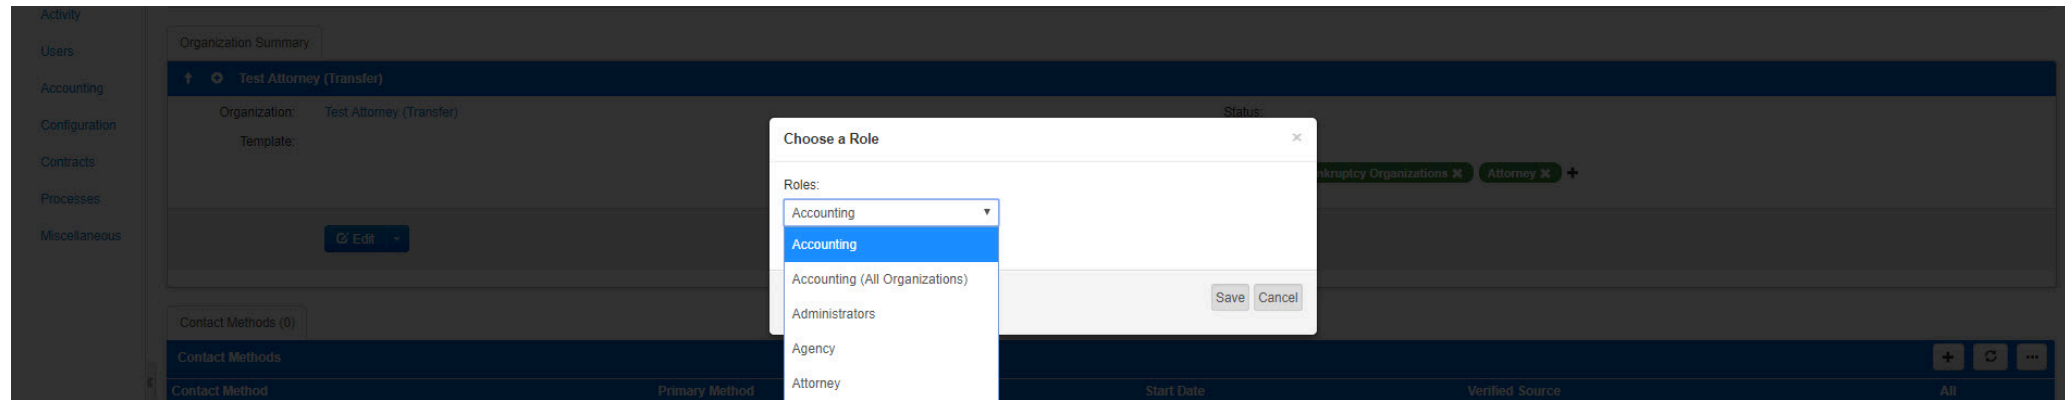 Activity
Users
Accounting
Configuration
Contracts
Processes
Miscellaneous
Organization Summary
Test Attorney (Transfer)
Organization: Test Attorney (Transfer)
Status:
Template:
nkruptcy Organizations
Attorney
Edit
Choose a Role
Roles:
Accounting
Accounting
Accounting (All Organizations)
Administrators
Agency
Attorney
Save Cancel
Contact Methods (0)
Contact Methods
Contact Method Primary Method Start Date Verified Source All